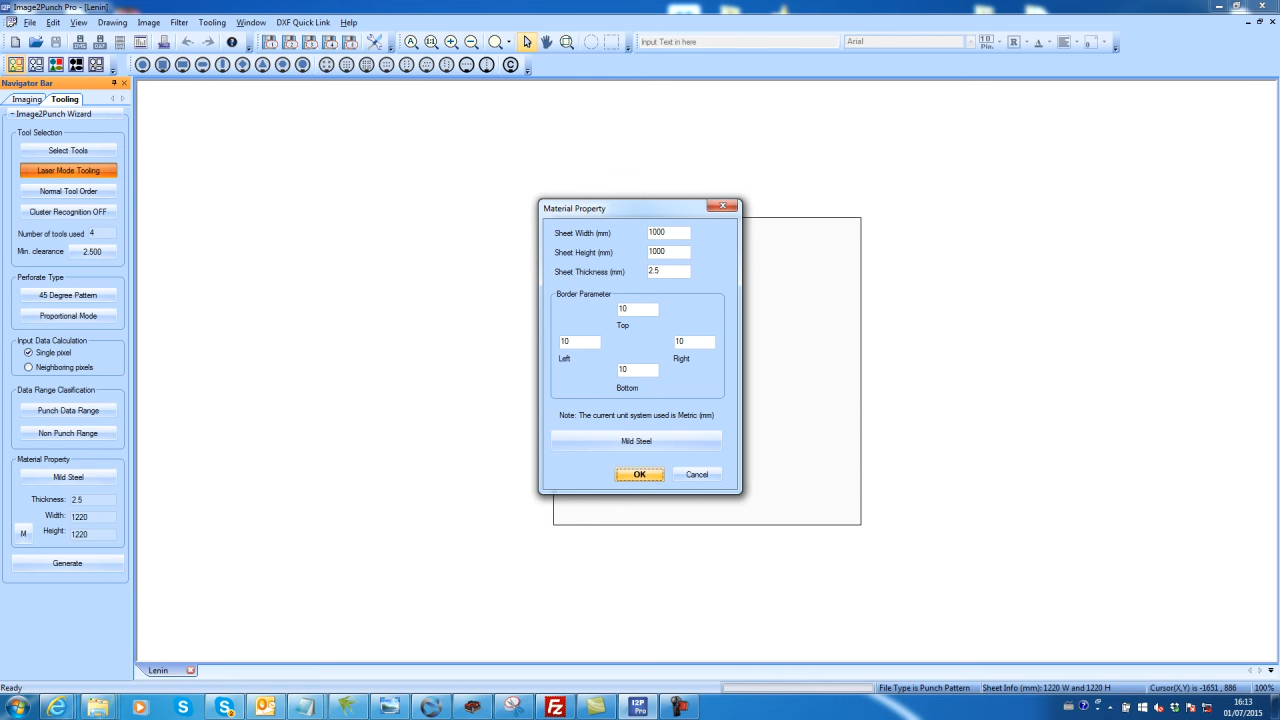 Image2Punch Pro - [Lenin]
File Edit View Drawing Image Filter Tooling Window DXF Quick Link Help
Input Text in here Arial 10 Pin.
Navigator Bar
Imaging Tooling
Image2Punch Wizard
Tool Selection
Select Tools
Laser Mode Tooling
Normal Tool Order
Cluster Recognition OFF
Number of tools used 4
Min. clearance 2.500
Perforate Type
45 Degree Pattern
Proportional Mode
Input Data Calculation
Single pixel
Neighboring pixels
Data Range Clasification
Punch Data Range
Non Punch Range
Material Property
Mild Steel
Thickness: 2.5
Width: 1220
M Height: 1220
Generate
Material Property
Sheet Width (mm) 1000
Sheet Height (mm) 1000
Sheet Thickness (mm) 2.5
Border Parameter
10
Top
10 10
Left Right
10
Bottom
Note: The current unit system used is Metric (mm)
Mild Steel
OK Cancel
Lenin
Ready File Type is Punch Pattern Sheet Info (mm): 1220 W and 1220 H Cursor(X,Y) is -1651 , 886 100%
I2P Pro
16:13
01/07/2015